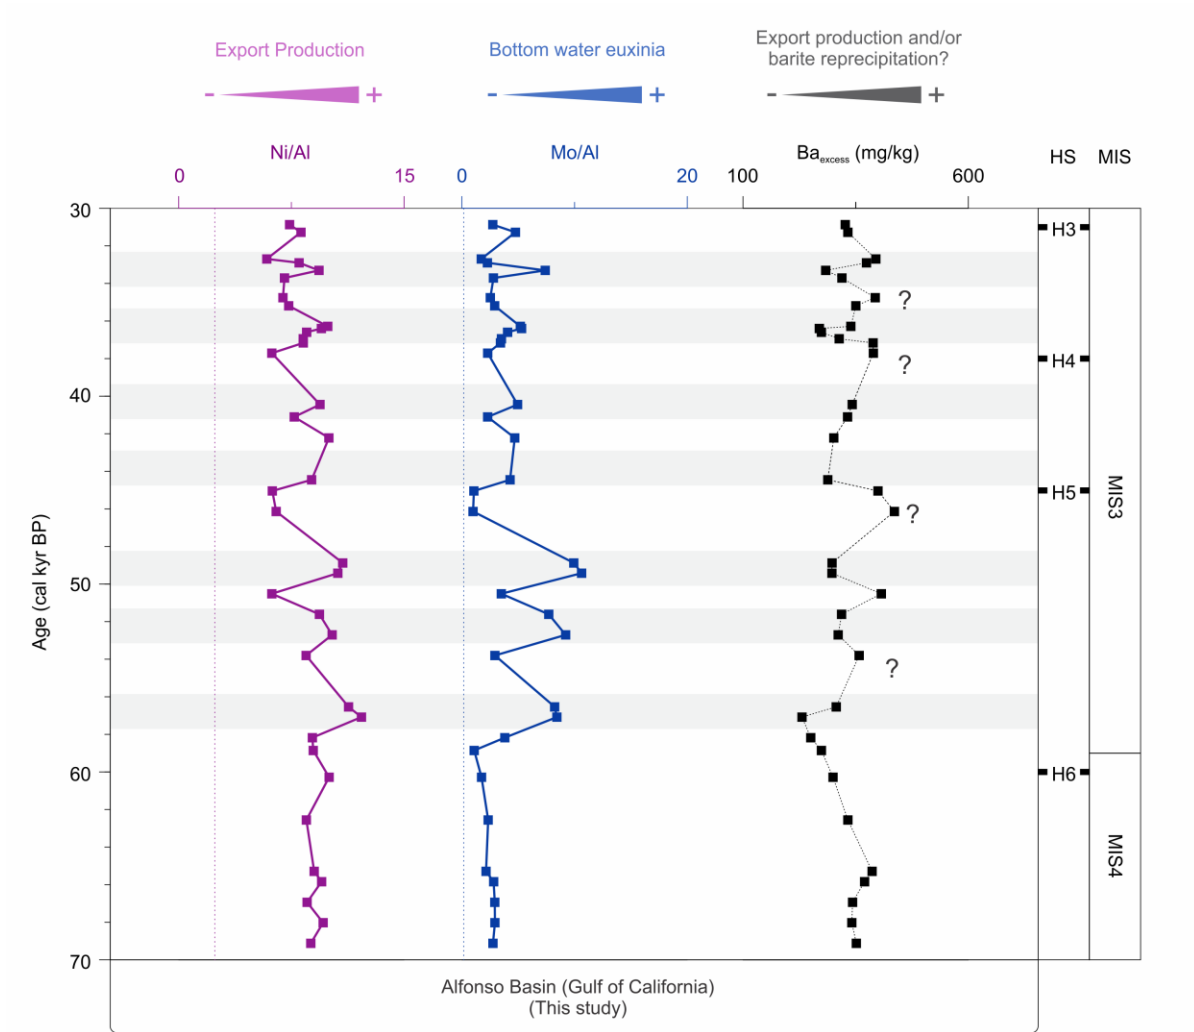 Export Production
Bottom water euxinia
Export production and/or
barite reprecipitation?
- +
- +
- +
Ni/Al
Mo/Al
Ba excess (mg/kg)
HS
MIS
0
15
0
20
100
600
30
H3
?
?
H4
40
MIS3
H5
?
Age (cal kyr BP)
50
?
60
H6
MIS4
70
Alfonso Basin (Gulf of California)
(This study)